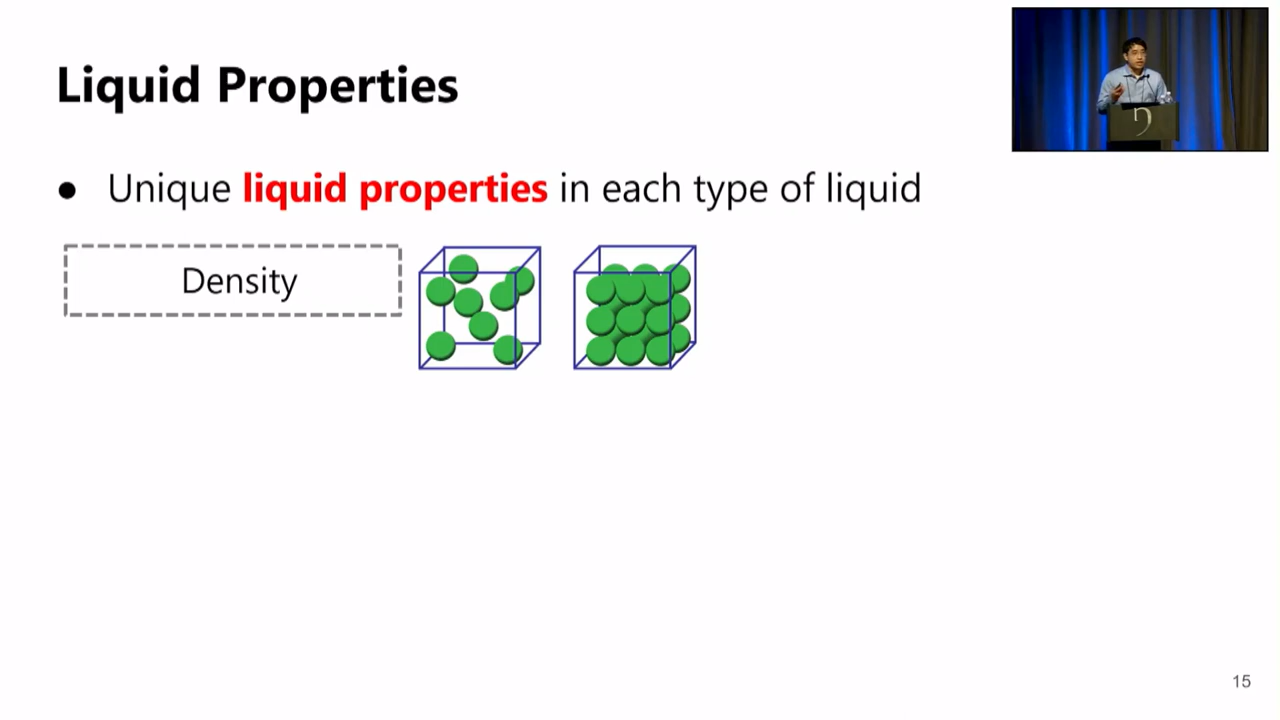 Liquid Properties
● Unique liquid properties in each type of liquid
Density
15